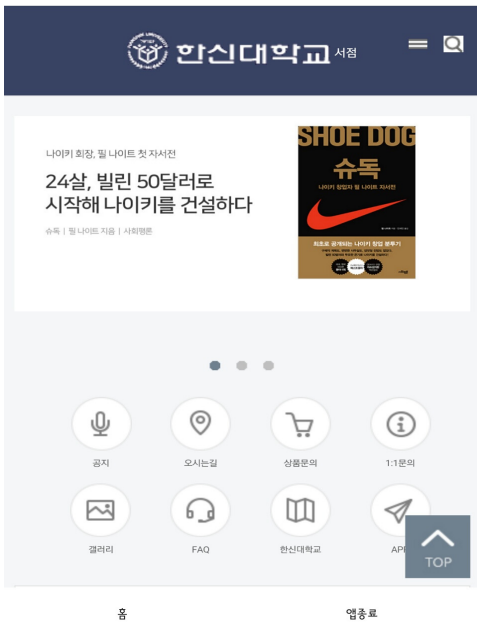 한신대학교 서점
나이키 회장, 필 나이트 첫 자서전
24살, 빌린 50달러로
시작해 나이키를 건설하다
슈독 | 필 나이트 지음 | 사회평론
SHOE DOG
슈독
나이키 창업자 필 나이트 자서전
최초로 공개되는 나이키 창업 분투기
공지
오시는길
상품문의
1:1문의
갤러리
FAQ
한신대학교
TOP
홈
앱종료